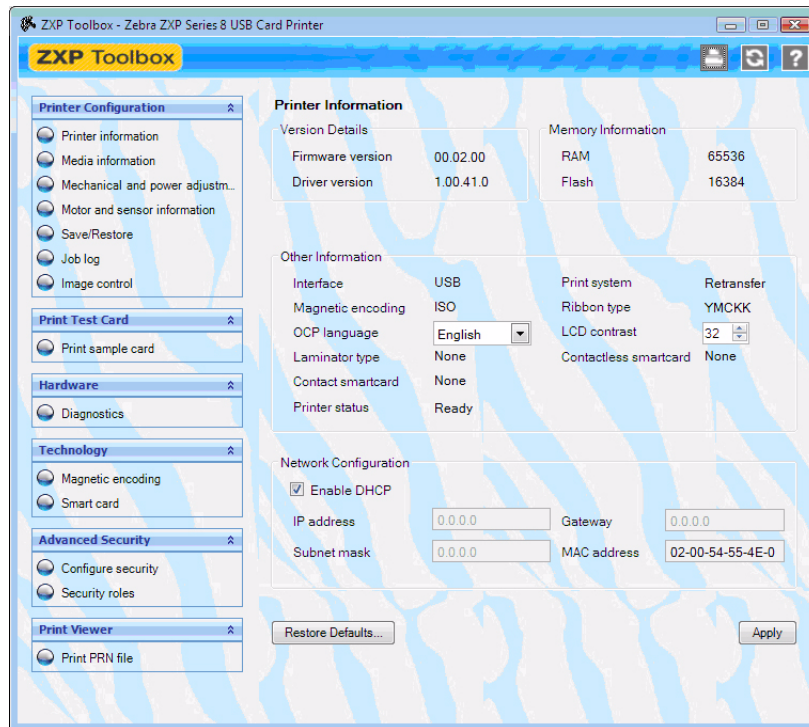 ZXP Toolbox - Zebra ZXP Series 8 USB Card Printer
ZXP Toolbox
?
Printer Configuration
Printer information
Media information
Mechanical and power adjustm...
Motor and sensor information
Save/Restore
Job log
Image control
Print Test Card
Print sample card
Hardware
Diagnostics
Technology
Magnetic encoding
Smart card
Advanced Security
Configure security
Security roles
Print Viewer
Print PRN file
Printer Information
Version Details
Firmware version 00.02.00
Driver version 1.00.41.0
Memory Information
RAM 65536
Flash 16384
Other Information
Interface USB Print system Retransfer
Magnetic encoding ISO Ribbon type YMCKK
OCP language English LCD contrast 32
Laminator type None Contactless smartcard None
Contact smartcard None
Printer status Ready
Network Configuration
Enable DHCP
IP address 0.0.0.0 Gateway 0.0.0.0
Subnet mask 0.0.0.0 MAC address 02-00-54-55-4E-0
Restore Defaults... Apply